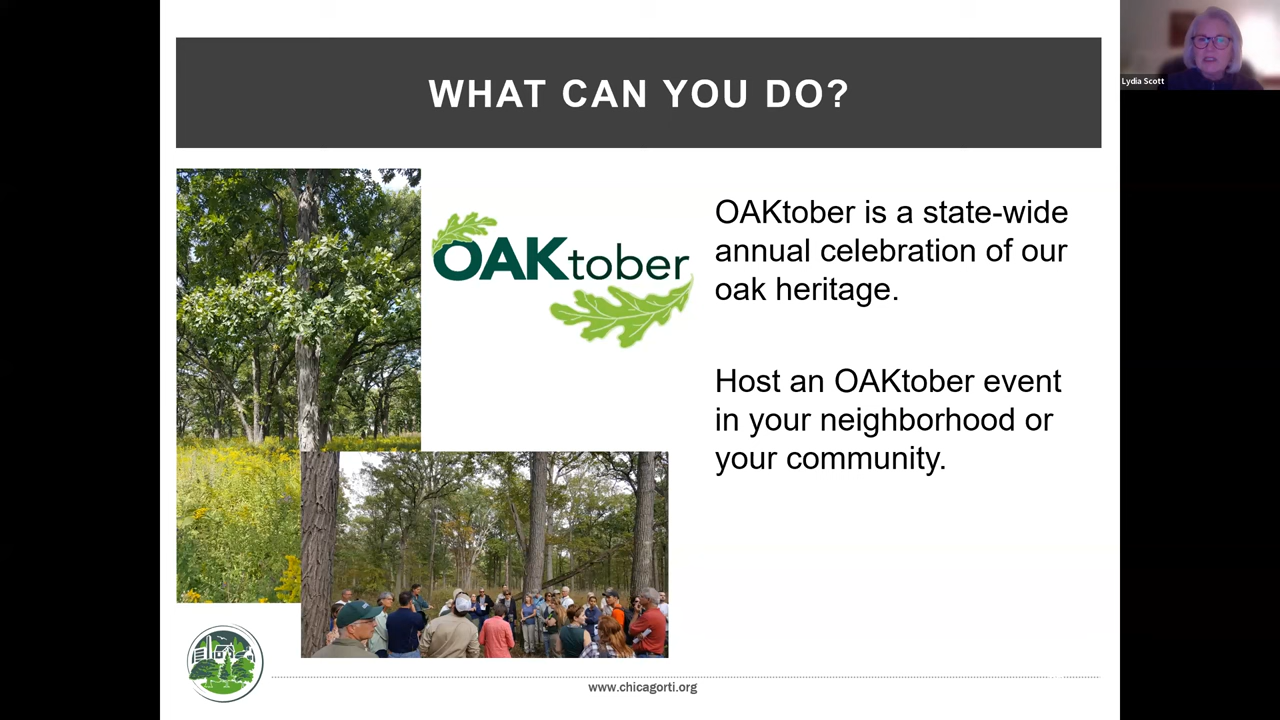 Lydia Scott
WHAT CAN YOU DO?
OAKtober
OAKtober is a state-wide
annual celebration of our
oak heritage.
Host an OAKtober event
in your neighborhood or
your community.
www.chicagorti.org